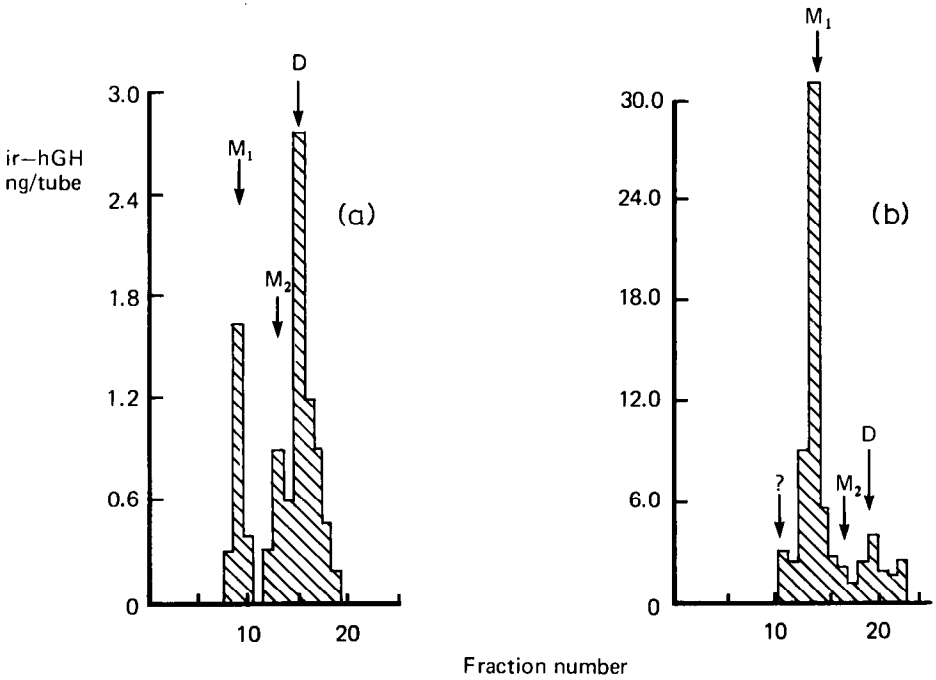 ir–hGH
ng/tube
3.0
2.4
1.8
1.2
0.6
0
M₁
M₂
D
(a)
10
20
30.0
24.0
18.0
12.0
6.0
0
?
M₁
M₂
D
(b)
10
20
Fraction number